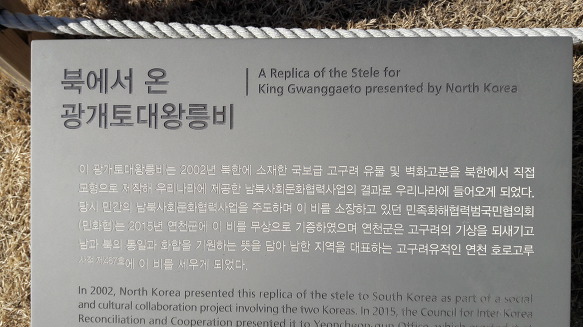 북에서 온
광개토대왕릉비
A Replica of the Stele for
King Gwanggaeto presented by North Korea
이 광개토대왕릉비는 2002년 북한에 소재한 국보급 고구려 유물 및 벽화고분을 북한에서 직접
모형으로 제작해 우리나라에 제공한 남북사회문화협력사업의 결과로 우리나라에 들어오게 되었다.
당시 민간의 남북사회문화협력사업을 주도하며 이 비를 소장하고 있던 민족화해협력범국민협의회
(민화협)는 2015년 연천군에 이 비를 무상으로 기증하였으며 연천군은 고구려의 기상을 되새기고
남과 북의 통일과 화합을 기원하는 뜻을 담아 남한 지역을 대표하는 고구려유적인 연천 호로고루
(사적 제467호)에 이 비를 세우게 되었다.
In 2002, North Korea presented this replica of the stele to South Korea as part of a social
and cultural collaboration project involving the two Koreas. In 2015, the Council for Inter Korea
Reconciliation and Cooperation presented it to Yeoncheon-gun Office, which